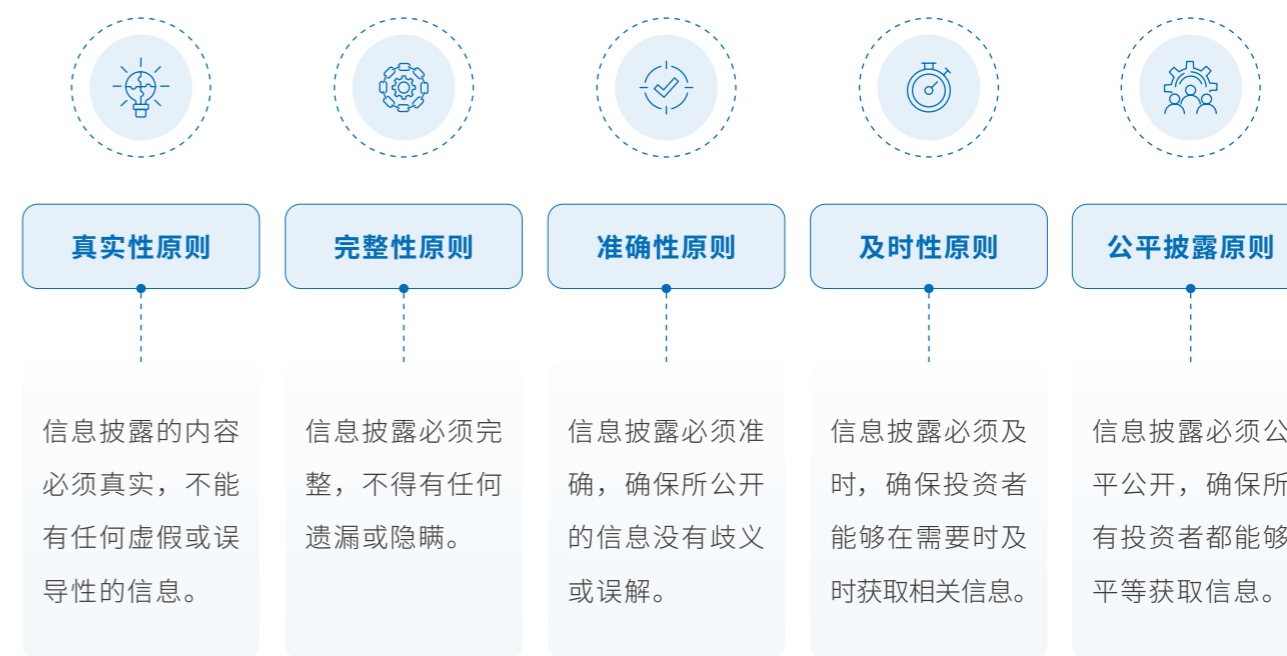 真实性原则
完整性原则
准确性原则
及时性原则
公平披露原则
信息披露的内容
必须真实，不能
有任何虚假或误
导性的信息。
信息披露必须完
整，不得有任何
遗漏或隐瞒。
信息披露必须准
确，确保所公开
的信息没有歧义
或误解。
信息披露必须及
时，确保投资者
能够在需要时及
时获取相关信息。
信息披露必须公
平公开，确保所
有投资者都能够
平等获取信息。